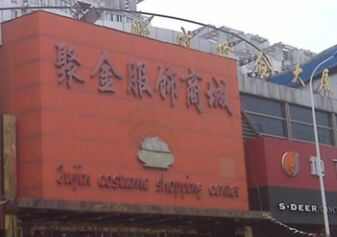 聚金服饰商城
Jujin costume shopping center
S·DEER